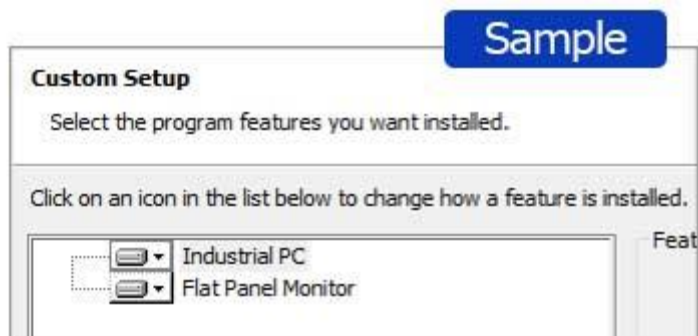 Sample
Custom Setup
Select the program features you want installed.
Click on an icon in the list below to change how a feature is installed.
Industrial PC
Flat Panel Monitor
Feat